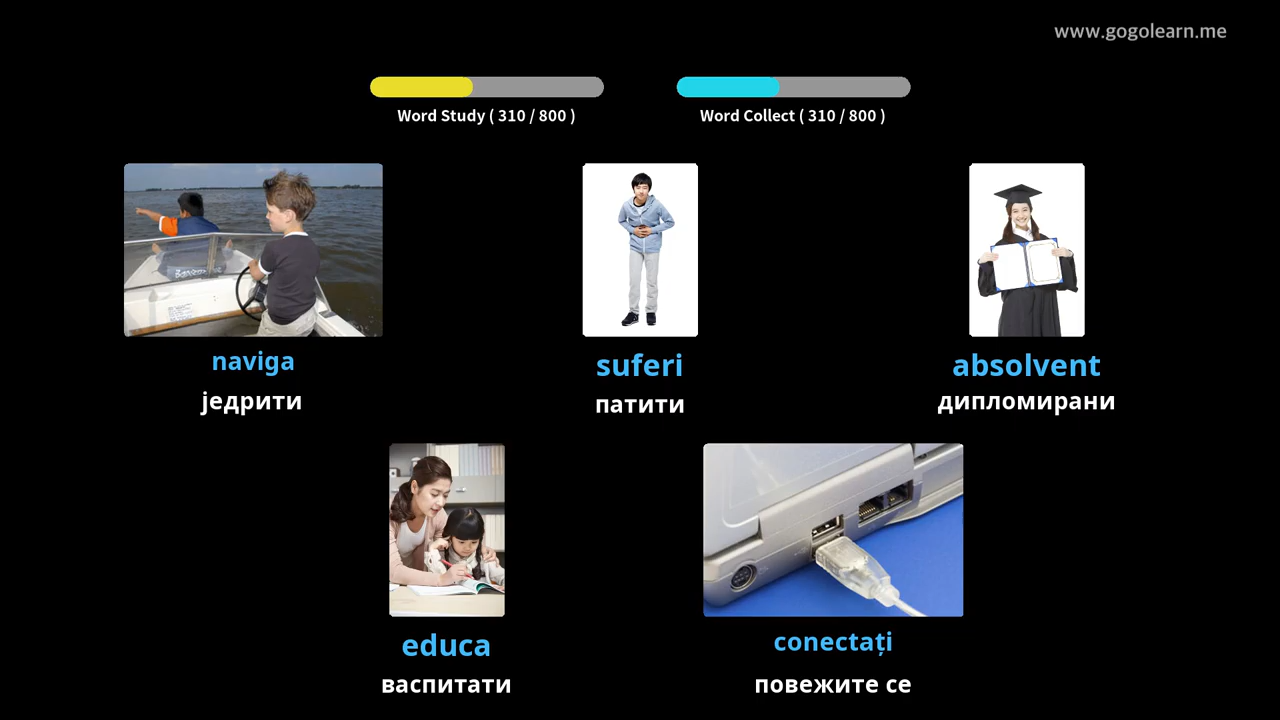 www.gogolearn.me
Word Study ( 310 / 800 )
Word Collect ( 310 / 800 )
naviga
једрити
suferi
патити
absolvent
дипломирани
educa
васпитати
conectați
повежите се